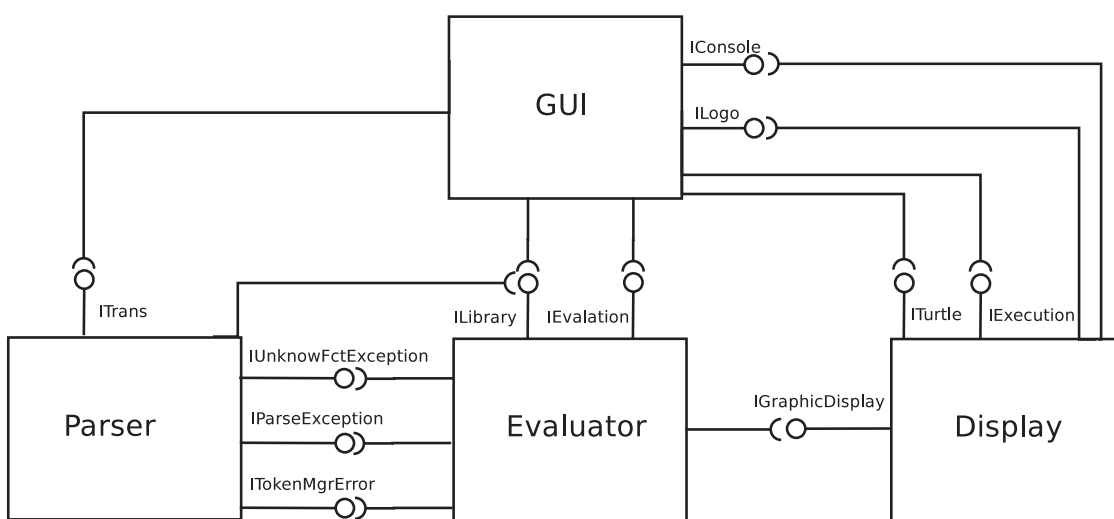 IConsole
GUI
ILogo
ITrans
ILibrary
IEvalation
ITurtle
IExecution
IUnknowFctException
IGraphicDisplay
IParseException
Parser
Evaluator
Display
ITokenMgrError